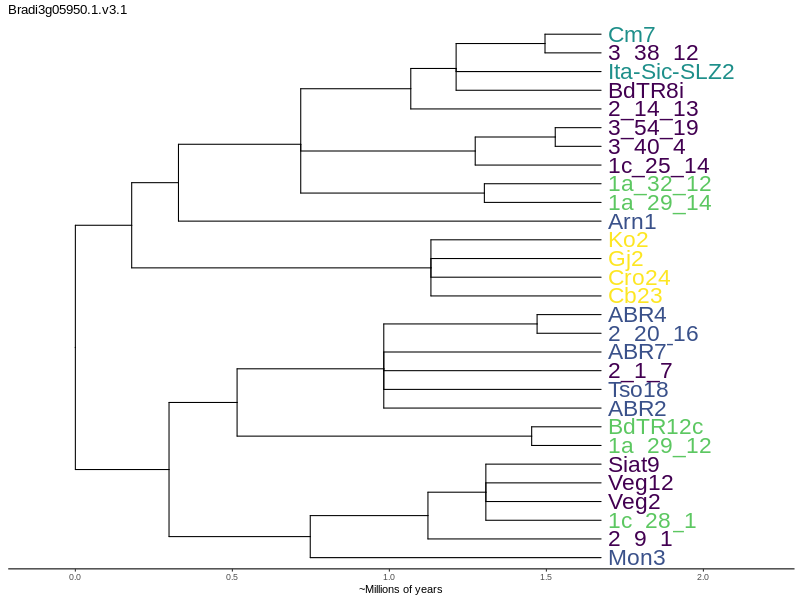 Bradi3g05950.1.v3.1
Cm7
3_38_12
Ita-Sic-SLZ2
BdTR8i
2_14_13
3_54_19
3_40_4
1c_25_14
1a_32_12
1a_29_14
Arn1
Ko2
Gj2
Cro24
Cb23
ABR4
2_20_16
ABR7
2_1_7
Tso18
ABR2
BdTR12c
1a_29_12
Siat9
Veg12
Veg2
1c_28_1
2_9_1
Mon3
0.0 0.5 1.0 1.5 2.0
~Millions of years